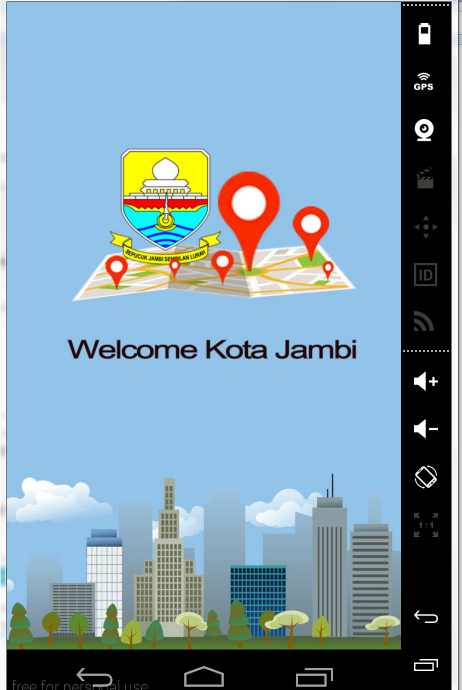 GPS
ID
SEPUCUK JAMBI SEMBILAN LURAH
Welcome Kota Jambi
1:1
free for personal use